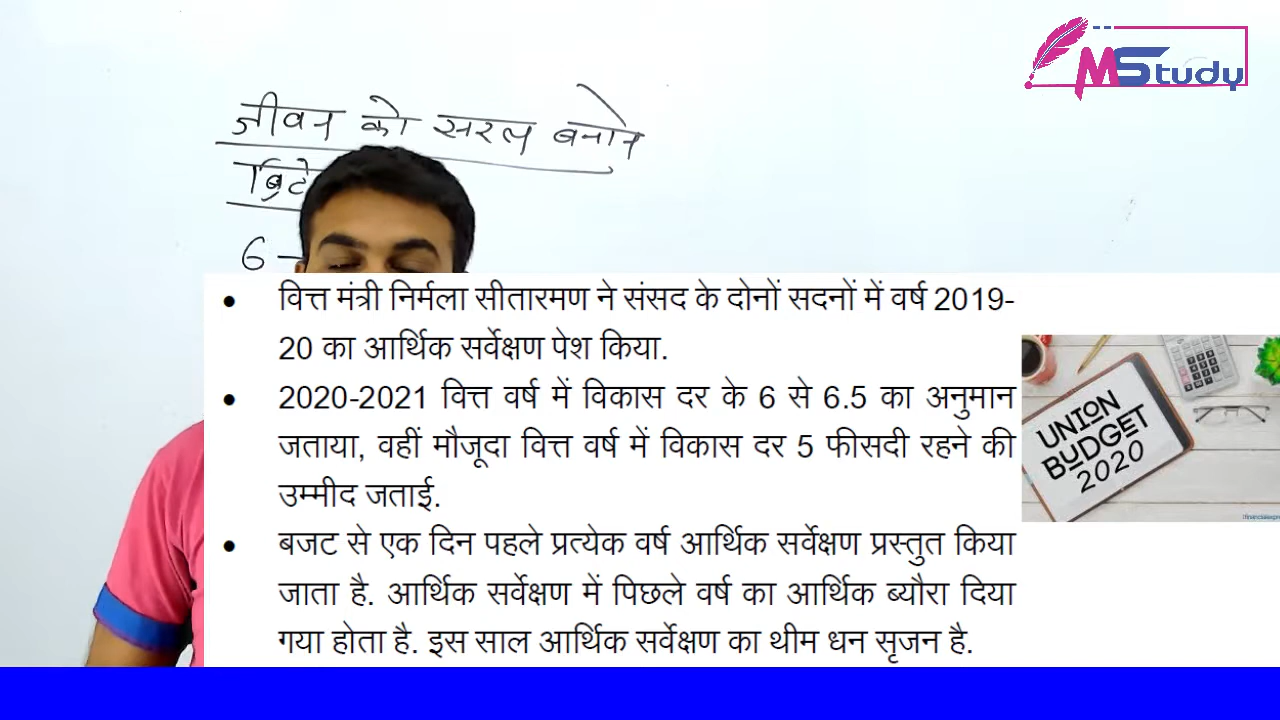 MStudy
जीवन को सरल बनाने
ब्रिटे
6-
• वित्त मंत्री निर्मला सीतारमण ने संसद के दोनों सदनों में वर्ष 2019-
20 का आर्थिक सर्वेक्षण पेश किया.
• 2020-2021 वित्त वर्ष में विकास दर के 6 से 6.5 का अनुमान
जताया, वहीं मौजूदा वित्त वर्ष में विकास दर 5 फीसदी रहने की
उम्मीद जताई.
• बजट से एक दिन पहले प्रत्येक वर्ष आर्थिक सर्वेक्षण प्रस्तुत किया
जाता है. आर्थिक सर्वेक्षण में पिछले वर्ष का आर्थिक ब्यौरा दिया
गया होता है. इस साल आर्थिक सर्वेक्षण का थीम धन सृजन है.
UNION
BUDGET
2020